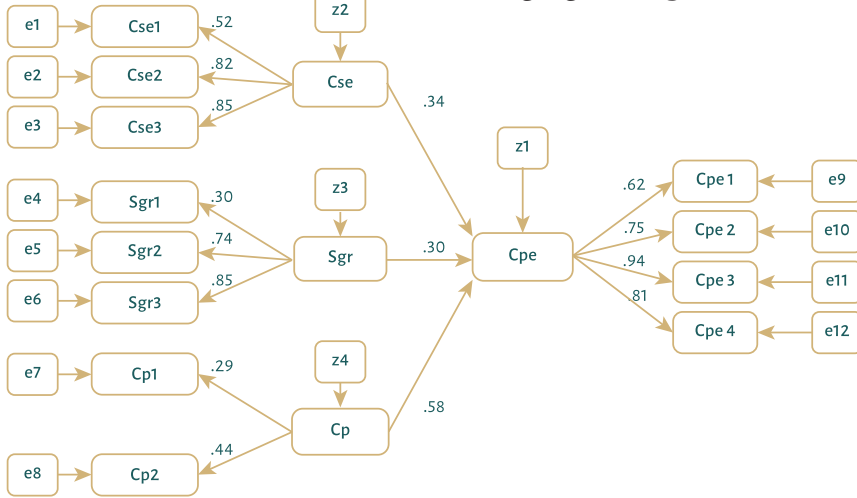 z2
e1
Cse1
.52
e2
Cse2
.82
Cse
e3
Cse3
.85
.34
z1
e4
Sgr1
.30
z3
e5
Sgr2
.74
Sgr
.30
Cpe
e6
Sgr3
.85
.62
Cpe 1
e9
.75
Cpe 2
e10
.94
Cpe 3
e11
.81
Cpe 4
e12
e7
Cp1
.29
z4
.58
Cp
e8
Cp2
.44